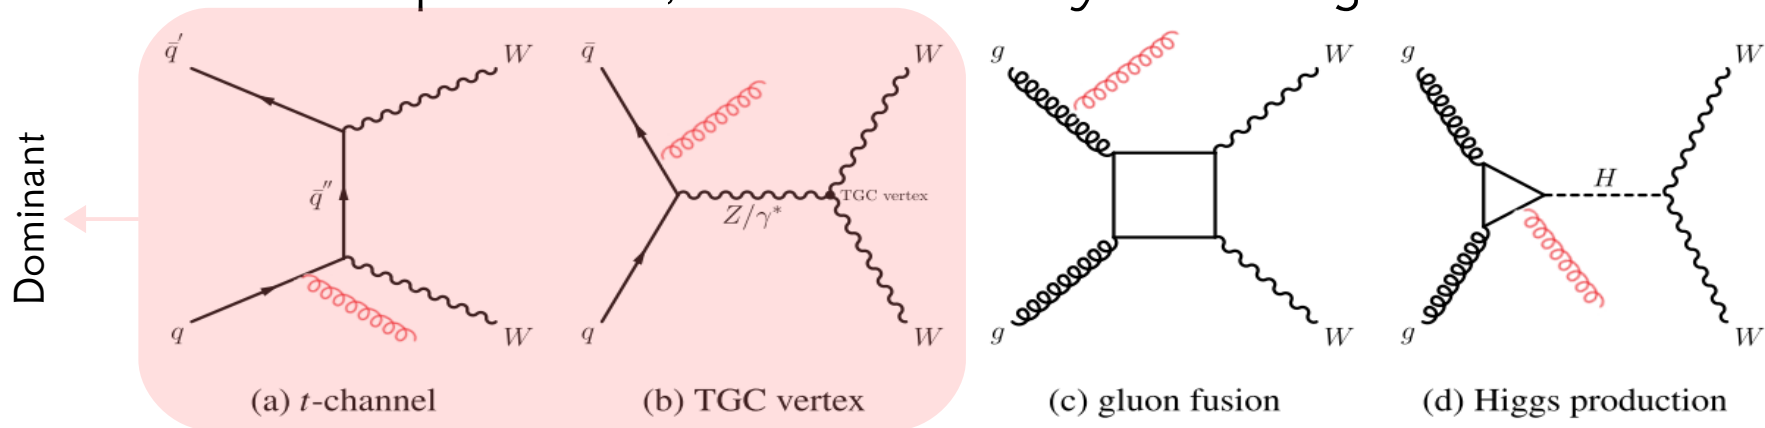 Dominant
q̄′ W q̄ W g W g W
q̄″ Z/γ* TGC vertex H
q W q W g W g W
(a) t-channel (b) TGC vertex (c) gluon fusion (d) Higgs production